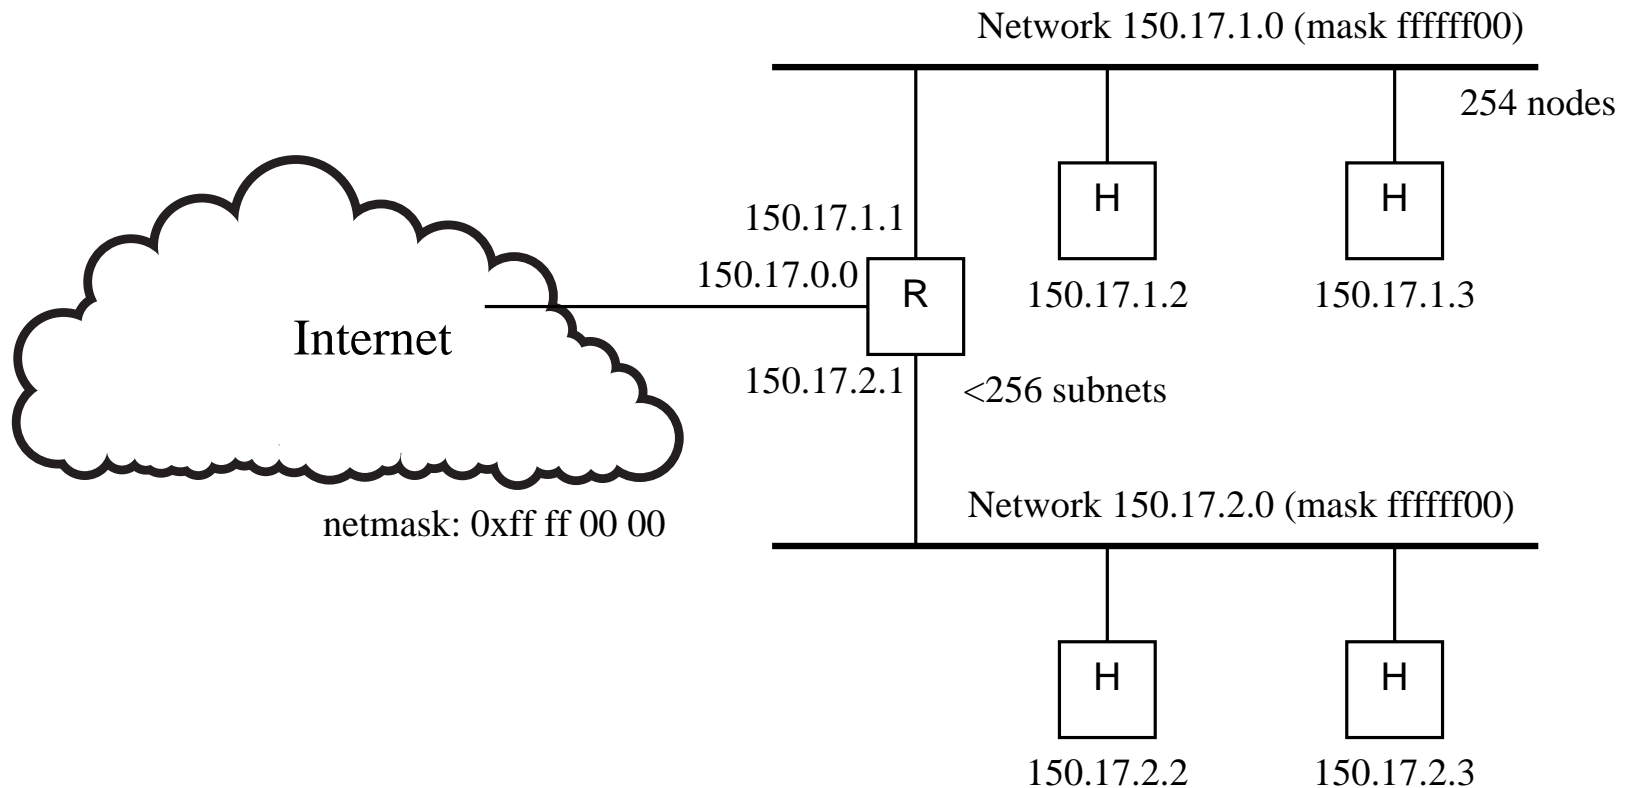 Network 150.17.1.0 (mask ffffff00)
254 nodes
H
H
150.17.1.1
150.17.0.0
R
150.17.1.2
150.17.1.3
Internet
150.17.2.1
<256 subnets
Network 150.17.2.0 (mask ffffff00)
netmask: 0xff ff 00 00
H
H
150.17.2.2
150.17.2.3